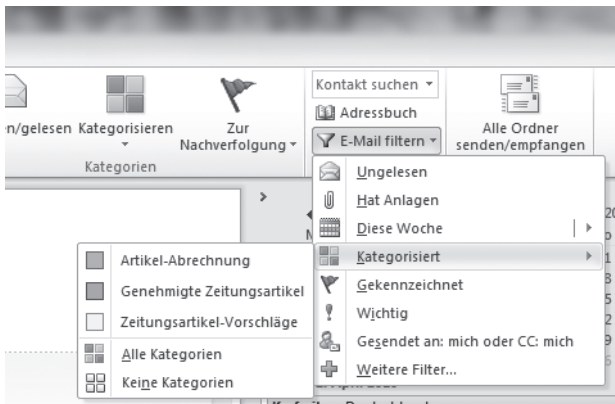 Kontakt suchen
Adressbuch
E-Mail filtern
en/gelesen Kategorisieren Zur Nachverfolgung
Alle Ordner senden/empfangen
Kategorien
Ungelesen
Hat Anlagen
Diese Woche
Kategorisiert
Gekennzeichnet
Wichtig
Gesendet an: mich oder CC: mich
Weitere Filter...
Artikel-Abrechnung
Genehmigte Zeitungsartikel
Zeitungsartikel-Vorschläge
Alle Kategorien
Keine Kategorien